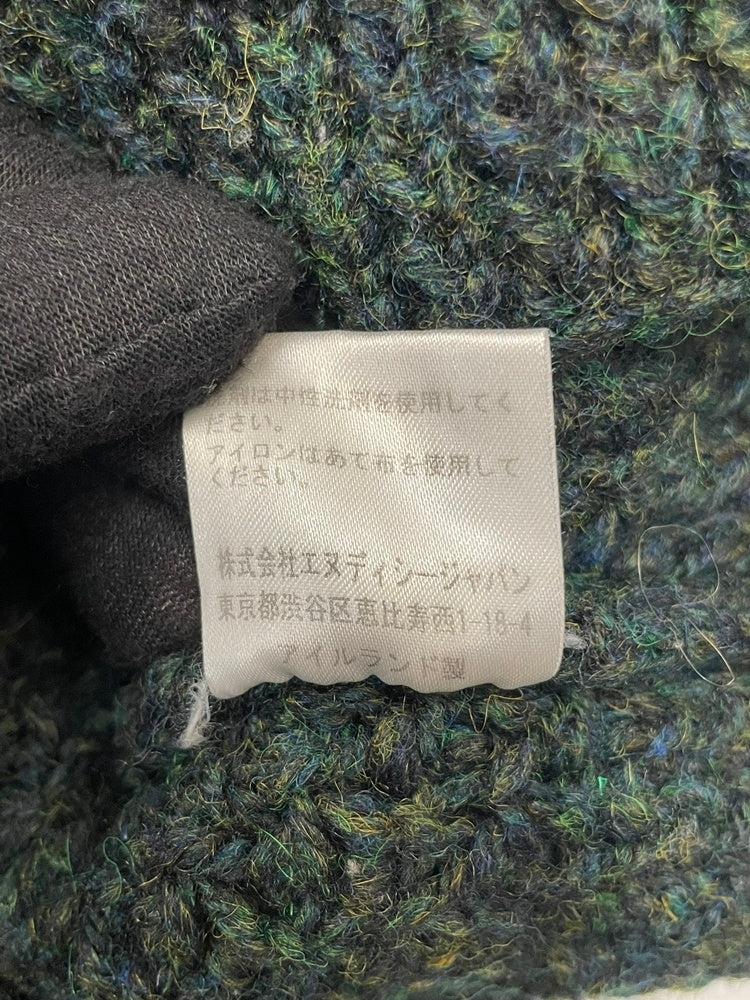 剤は中性洗剤を使用してく
ださい。
アイロンはあて布を使用して
ください。
株式会社エヌディシージャパン
東京都渋谷区恵比寿西1-18-4
アイルランド製